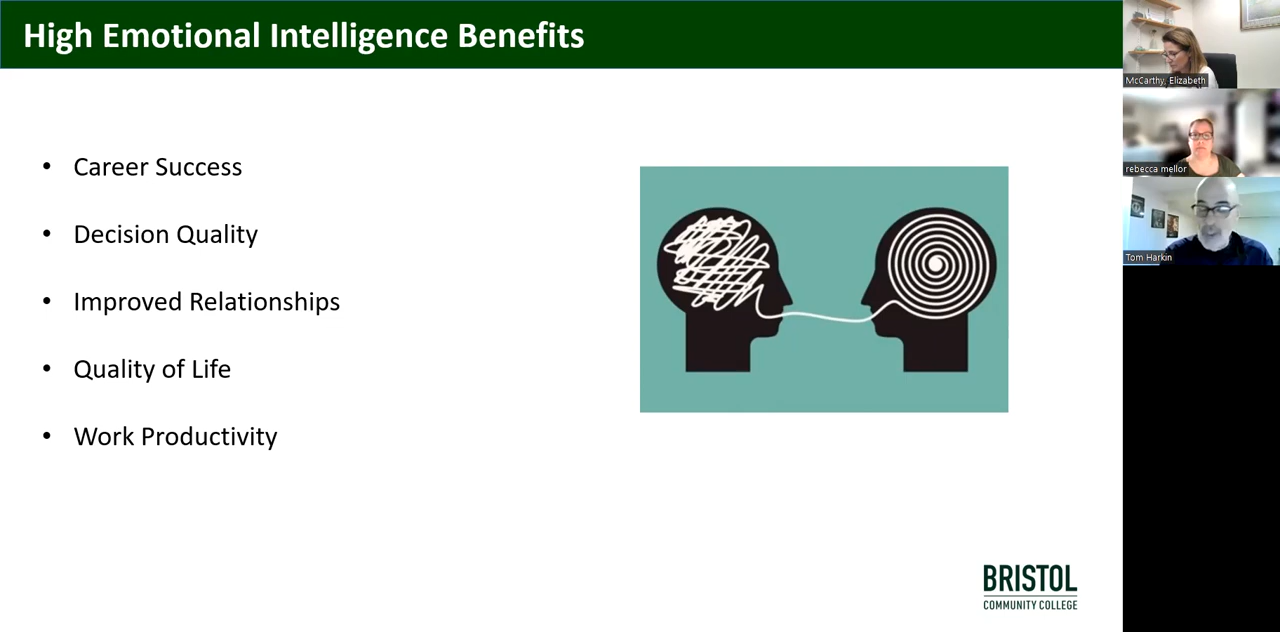 High Emotional Intelligence Benefits
• Career Success
• Decision Quality
• Improved Relationships
• Quality of Life
• Work Productivity
BRISTOL
COMMUNITY COLLEGE
McCarthy, Elizabeth
rebecca mellor
Tom Harkin